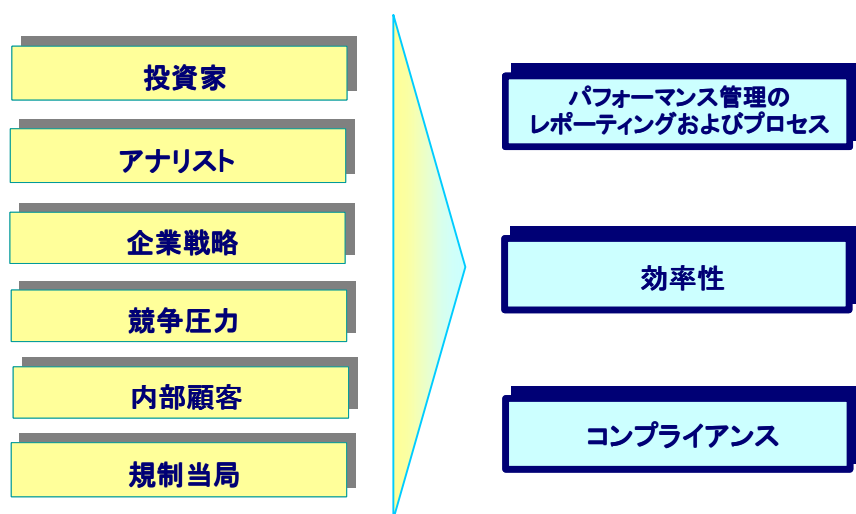 投資家
アナリスト
企業戦略
競争圧力
内部顧客
規制当局
パフォーマンス管理の
レポーティングおよびプロセス
効率性
コンプライアンス